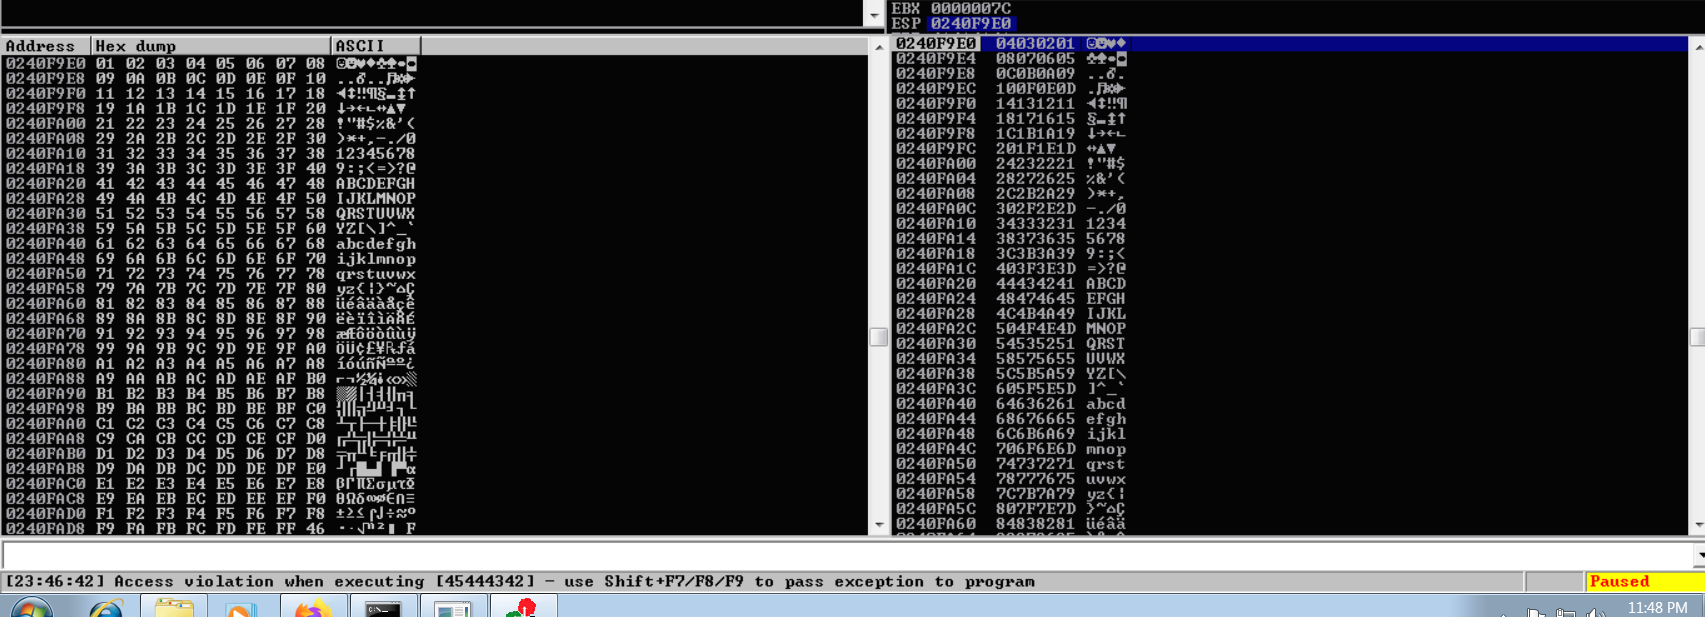 EBX 0000007C
ESP 0240F9E0
Address Hex dump ASCII
0240F9E0 01 02 03 04 05 06 07 08 ☺☻♥♦♣♠•◘
0240F9E8 09 0A 0B 0C 0D 0E 0F 10 ..♂..♫☼►
0240F9F0 11 12 13 14 15 16 17 18 ◄↕‼¶§▬↨↑
0240F9F8 19 1A 1B 1C 1D 1E 1F 20 ↓→←∟↔▲▼
0240FA00 21 22 23 24 25 26 27 28 !"#$%&'(
0240FA08 29 2A 2B 2C 2D 2E 2F 30 )*+,-./0
0240FA10 31 32 33 34 35 36 37 38 12345678
0240FA18 39 3A 3B 3C 3D 3E 3F 40 9:;<=>?@
0240FA20 41 42 43 44 45 46 47 48 ABCDEFGH
0240FA28 49 4A 4B 4C 4D 4E 4F 50 IJKLMNOP
0240FA30 51 52 53 54 55 56 57 58 QRSTUVWX
0240FA38 59 5A 5B 5C 5D 5E 5F 60 YZ[\]^_`
0240FA40 61 62 63 64 65 66 67 68 abcdefgh
0240FA48 69 6A 6B 6C 6D 6E 6F 70 ijklmnop
0240FA50 71 72 73 74 75 76 77 78 qrstuvwx
0240FA58 79 7A 7B 7C 7D 7E 7F 80 yz{|}~⌂Ç
0240FA60 81 82 83 84 85 86 87 88 üéâäàåçê
0240FA68 89 8A 8B 8C 8D 8E 8F 90 ëèïîìÄÅÉ
0240FA70 91 92 93 94 95 96 97 98 æÆôöòûùÿ
0240FA78 99 9A 9B 9C 9D 9E 9F A0 ÖÜ¢£¥₧ƒá
0240FA80 A1 A2 A3 A4 A5 A6 A7 A8 íóúñÑªº¿
0240FA88 A9 AA AB AC AD AE AF B0 ⌐¬½¼¡«»░
0240FA90 B1 B2 B3 B4 B5 B6 B7 B8 ▒▓│┤╡╢╖╕
0240FA98 B9 BA BB BC BD BE BF C0 ╣║╗╝╜╛┐└
0240FAA0 C1 C2 C3 C4 C5 C6 C7 C8 ┴┬├─┼╞╟╚
0240FAA8 C9 CA CB CC CD CE CF D0 ╔╩╦╠═╬╧╨
0240FAB0 D1 D2 D3 D4 D5 D6 D7 D8 ╤╥╙╘╒╓╫╪
0240FAB8 D9 DA DB DC DD DE DF E0 ┘┌█▄▌▐▀α
0240FAC0 E1 E2 E3 E4 E5 E6 E7 E8 βΓΠΣσµτΦ
0240FAC8 E9 EA EB EC ED EE EF F0 θΩδ∞ø∈∩≡
0240FAD0 F1 F2 F3 F4 F5 F6 F7 F8 ±≥≤⌠⌡÷≈°
0240FAD8 F9 FA FB FC FD FE FF 46 ∙·√ⁿ²■ F
0240F9E0 04030201 ☺☻♥♦
0240F9E4 08070605 ♣♠•◘
0240F9E8 0C0B0A09 ..♂.
0240F9EC 100F0E0D .♫☼►
0240F9F0 14131211 ◄↕‼¶
0240F9F4 18171615 §▬↨↑
0240F9F8 1C1B1A19 ↓→←∟
0240F9FC 201F1E1D ↔▲▼
0240FA00 24232221 !"#$
0240FA04 28272625 %&'(
0240FA08 2C2B2A29 )*+,
0240FA0C 302F2E2D -./0
0240FA10 34333231 1234
0240FA14 38373635 5678
0240FA18 3C3B3A39 9:;<
0240FA1C 403F3E3D =>?@
0240FA20 44434241 ABCD
0240FA24 48474645 EFGH
0240FA28 4C4B4A49 IJKL
0240FA2C 504F4E4D MNOP
0240FA30 54535251 QRST
0240FA34 58575655 UVWX
0240FA38 5C5B5A59 YZ[\
0240FA3C 605F5E5D ]^_`
0240FA40 64636261 abcd
0240FA44 68676665 efgh
0240FA48 6C6B6A69 ijkl
0240FA4C 706F6E6D mnop
0240FA50 74737271 qrst
0240FA54 78777675 uvwx
0240FA58 7C7B7A79 yz{|
0240FA5C 807F7E7D }~⌂Ç
0240FA60 84838281 üéâä
[23:46:42] Access violation when executing [45444342] - use Shift+F7/F8/F9 to pass exception to program
Paused
11:48 PM